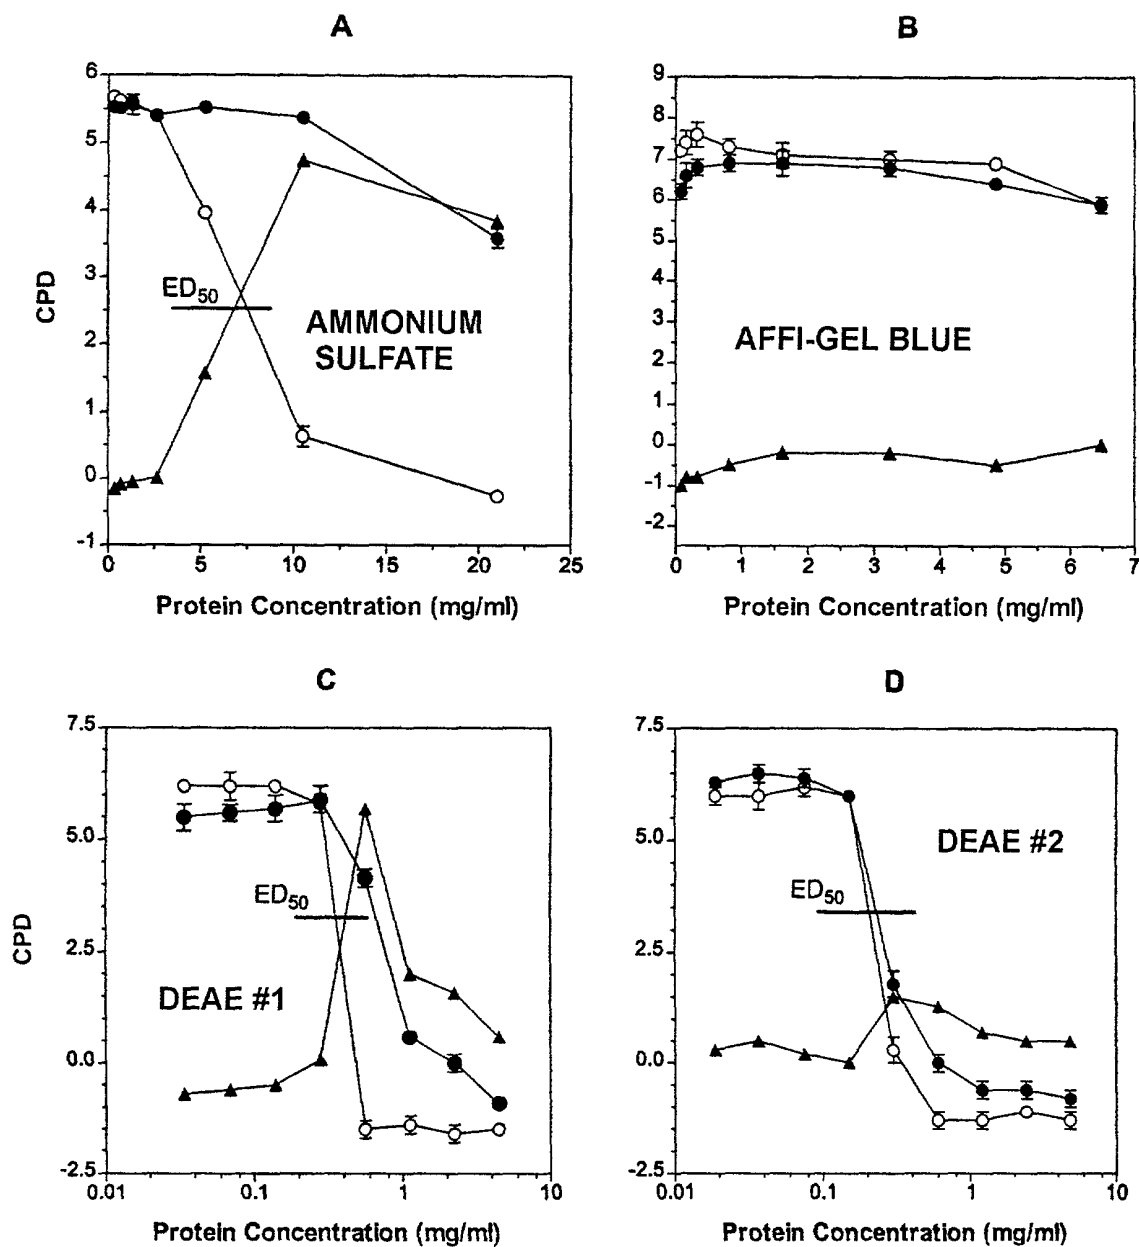 A
B
6
5
4
3
2
1
0
-1
CPD
ED50
AMMONIUM
SULFATE
0
5
10
15
20
25
Protein Concentration (mg/ml)
9
8
7
6
5
4
3
2
1
0
-1
-2
AFFI-GEL BLUE
0
1
2
3
4
5
6
7
Protein Concentration (mg/ml)
C
D
7.5
5.0
2.5
0.0
-2.5
CPD
ED50
DEAE #1
0.01
0.1
1
10
Protein Concentration (mg/ml)
7.5
5.0
2.5
0.0
-2.5
DEAE #2
ED50
0.01
0.1
1
10
Protein Concentration (mg/ml)